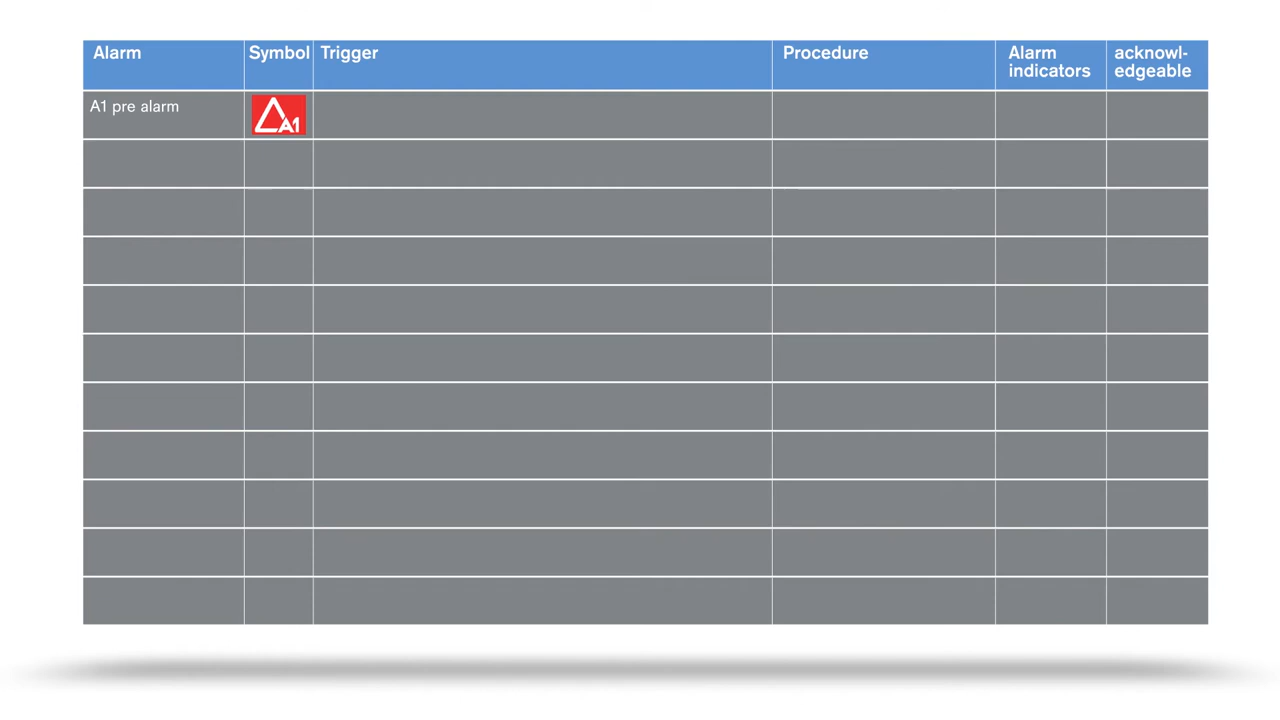 Alarm Symbol Trigger Procedure Alarm indicators acknowl-edgeable
A1 pre alarm A1